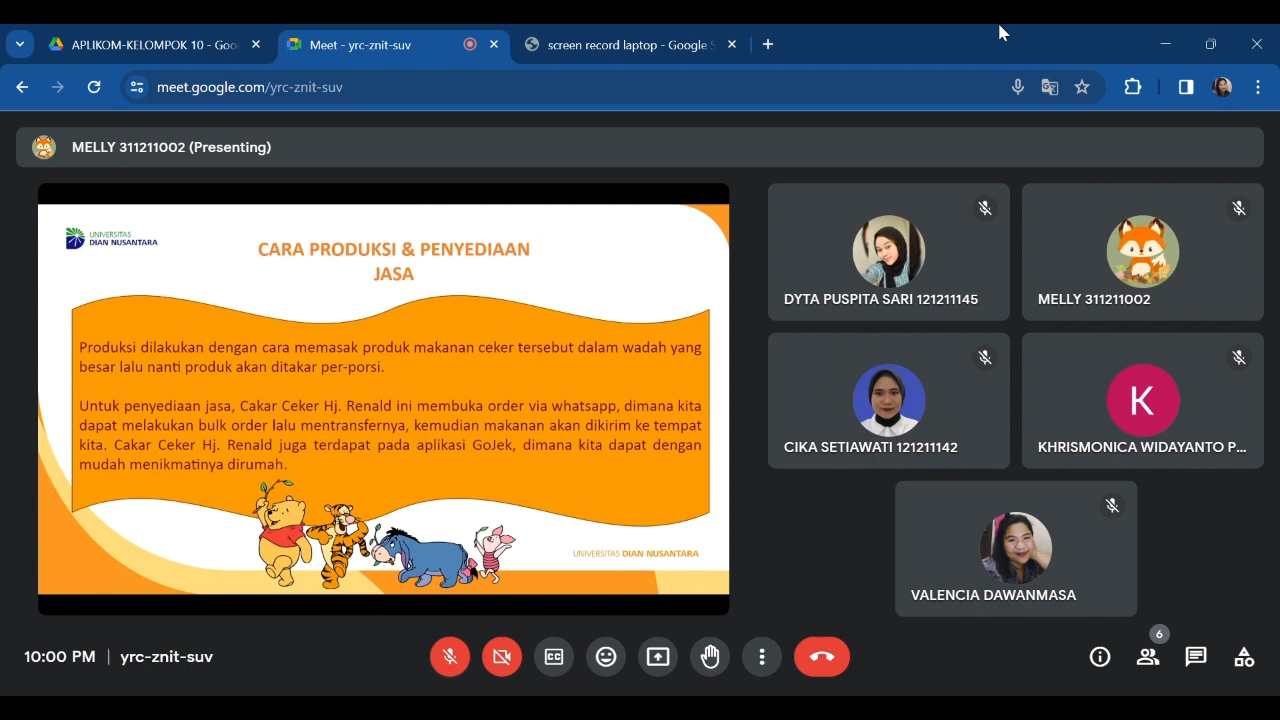 APLIKOM-KELOMPOK 10 - Goo
Meet - yrc-znit-suv
screen record laptop - Google S
meet.google.com/yrc-znit-suv
MELLY 311211002 (Presenting)
UNIVERSITAS
DIAN NUSANTARA
CARA PRODUKSI & PENYEDIAAN
JASA
Produksi dilakukan dengan cara memasak produk makanan ceker tersebut dalam wadah yang
besar lalu nanti produk akan ditakar per-porsi.
Untuk penyediaan jasa, Cakar Ceker Hj. Renald ini membuka order via whatsapp, dimana kita
dapat melakukan bulk order lalu mentransfernya, kemudian makanan akan dikirim ke tempat
kita. Cakar Ceker Hj. Renald juga terdapat pada aplikasi GoJek, dimana kita dapat dengan
mudah menikmatinya dirumah.
UNIVERSITAS DIAN NUSANTARA
DYTA PUSPITA SARI 121211145
MELLY 311211002
CIKA SETIAWATI 121211142
K
KHRISMONICA WIDAYANTO P...
VALENCIA DAWANMASA
10:00 PM | yrc-znit-suv
CC
6